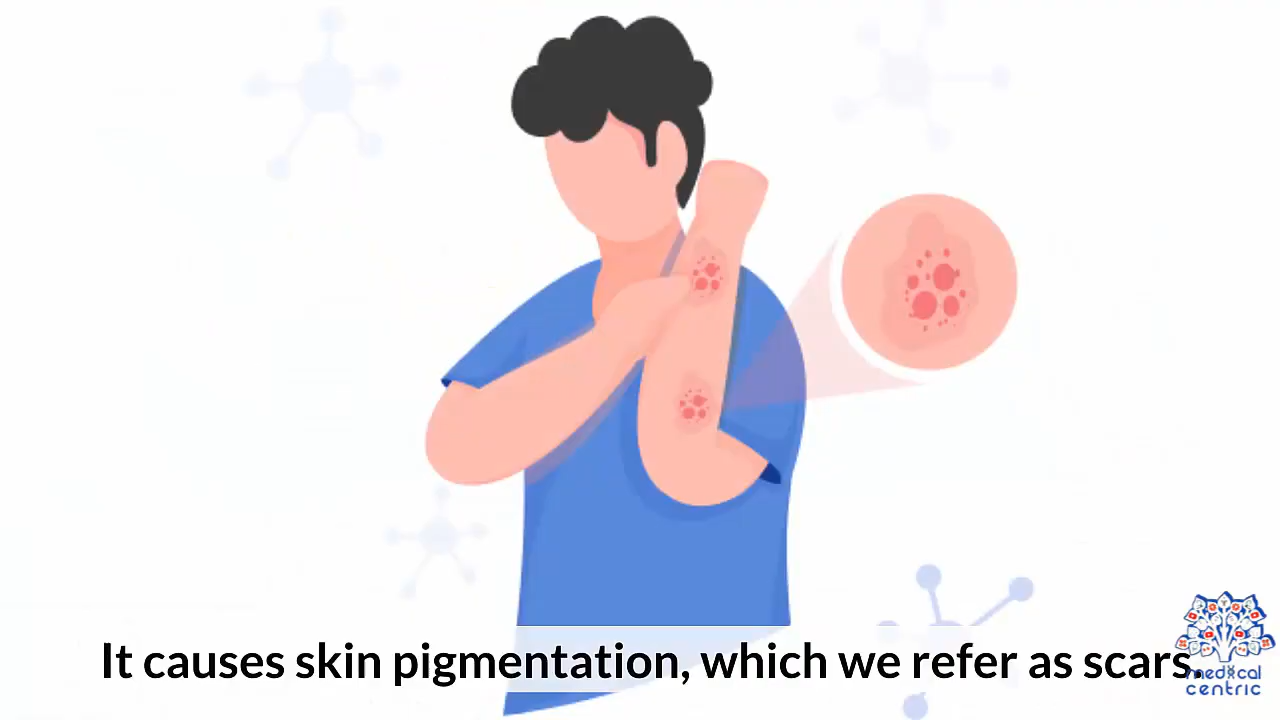 It causes skin pigmentation, which we refer as scars.
medical
centric